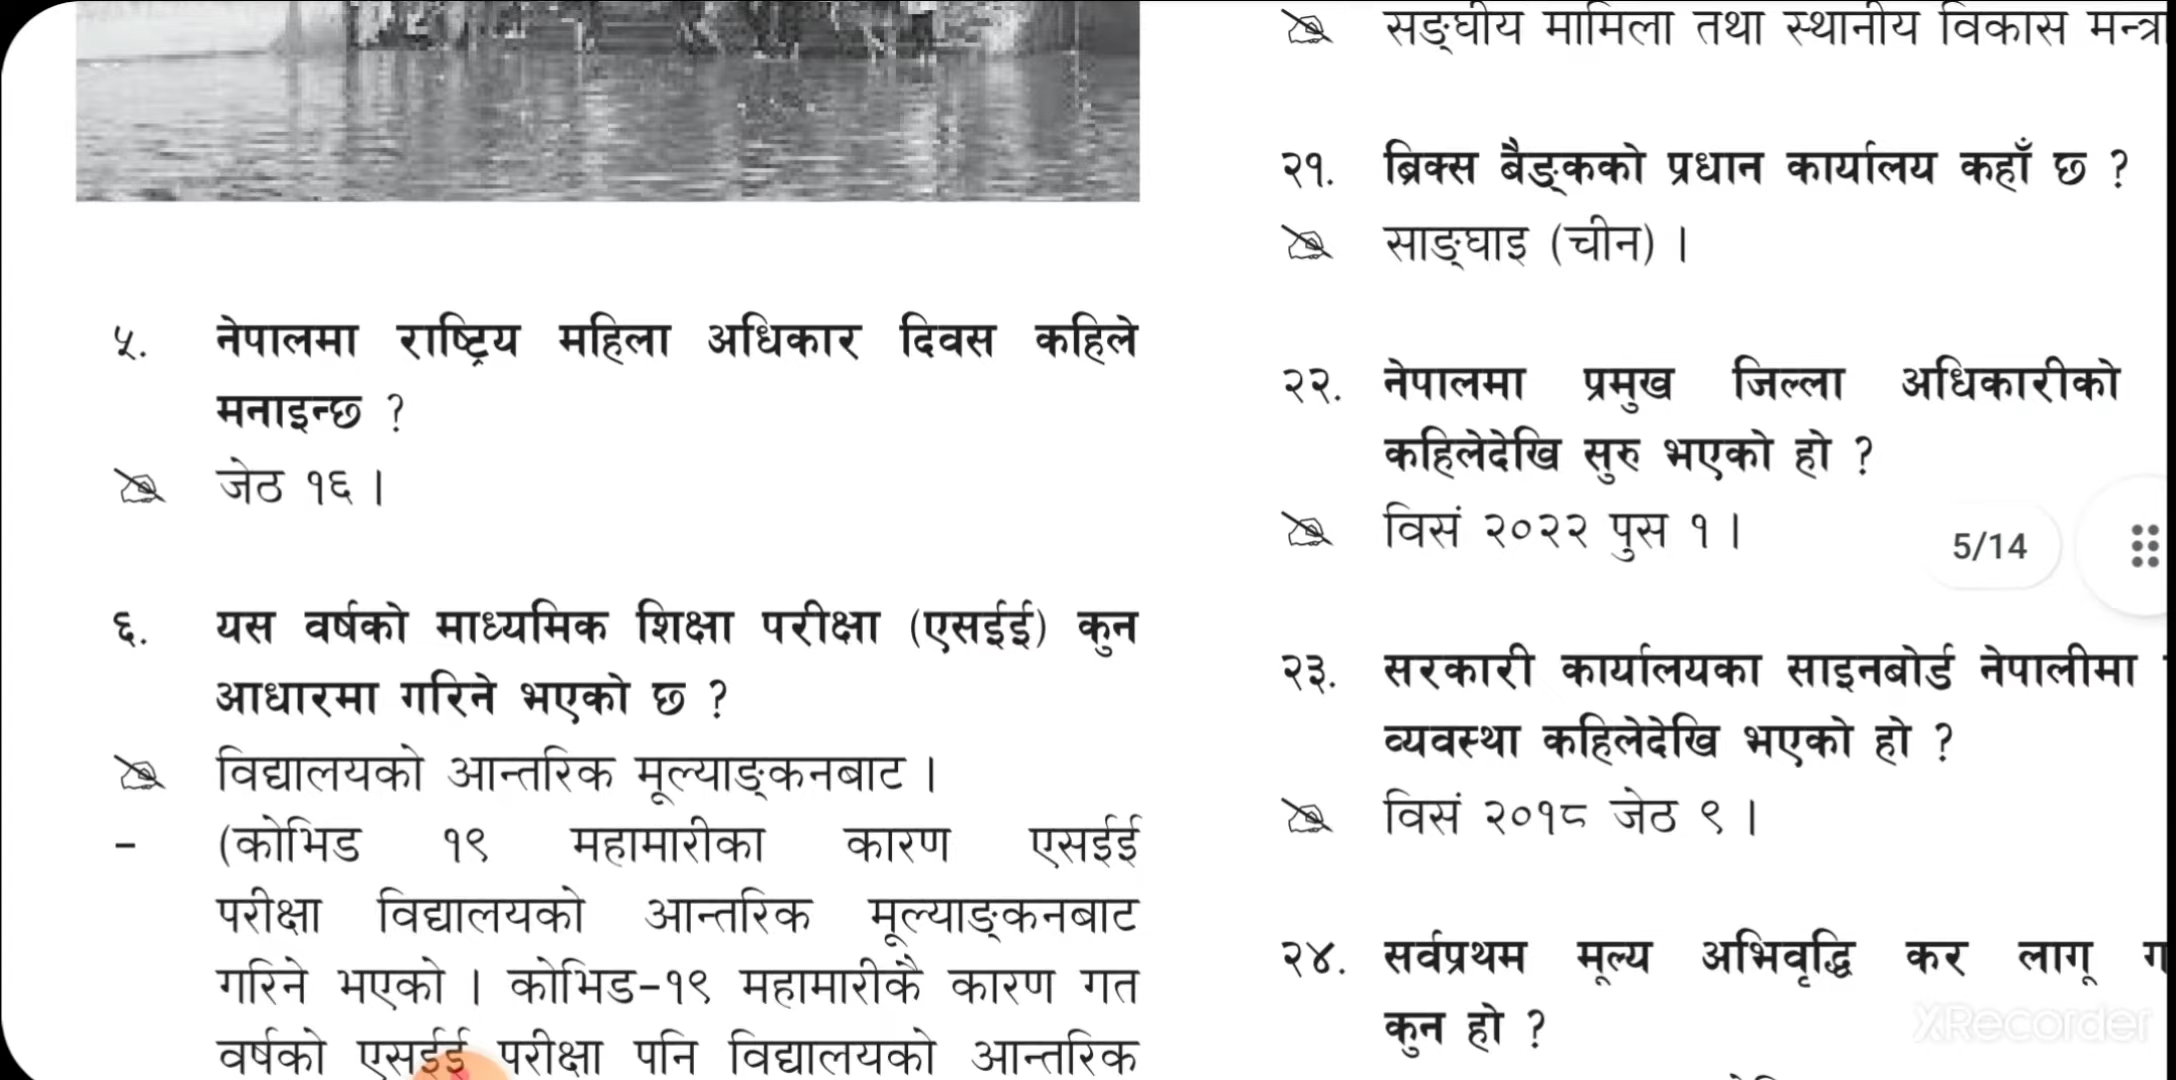 ५. नेपालमा राष्ट्रिय महिला अधिकार दिवस कहिले
मनाइन्छ ?
जेठ १६ ।
६. यस वर्षको माध्यमिक शिक्षा परीक्षा (एसईई) कुन
आधारमा गरिने भएको छ ?
विद्यालयको आन्तरिक मूल्याङ्कनबाट ।
– (कोभिड १९ महामारीका कारण एसईई
परीक्षा विद्यालयको आन्तरिक मूल्याङ्कनबाट
गरिने भएको । कोभिड–१९ महामारीकै कारण गत
वर्षको एसईई परीक्षा पनि विद्यालयको आन्तरिक
सङ्घीय मामिला तथा स्थानीय विकास
२१. ब्रिक्स बैङ्कको प्रधान कार्यालय कहाँ छ ?
साङ्घाइ (चीन) ।
२२. नेपालमा प्रमुख जिल्ला अधिकारीको
कहिलेदेखि सुरु भएको हो ?
विसं २०२२ पुस १ ।
5/14
२३. सरकारी कार्यालयका साइनबोर्ड नेपालीमा
व्यवस्था कहिलेदेखि भएको हो ?
विसं २०१८ जेठ ९ ।
२४. सर्वप्रथम मूल्य अभिवृद्धि कर लागू
कुन हो ?
XRecorder